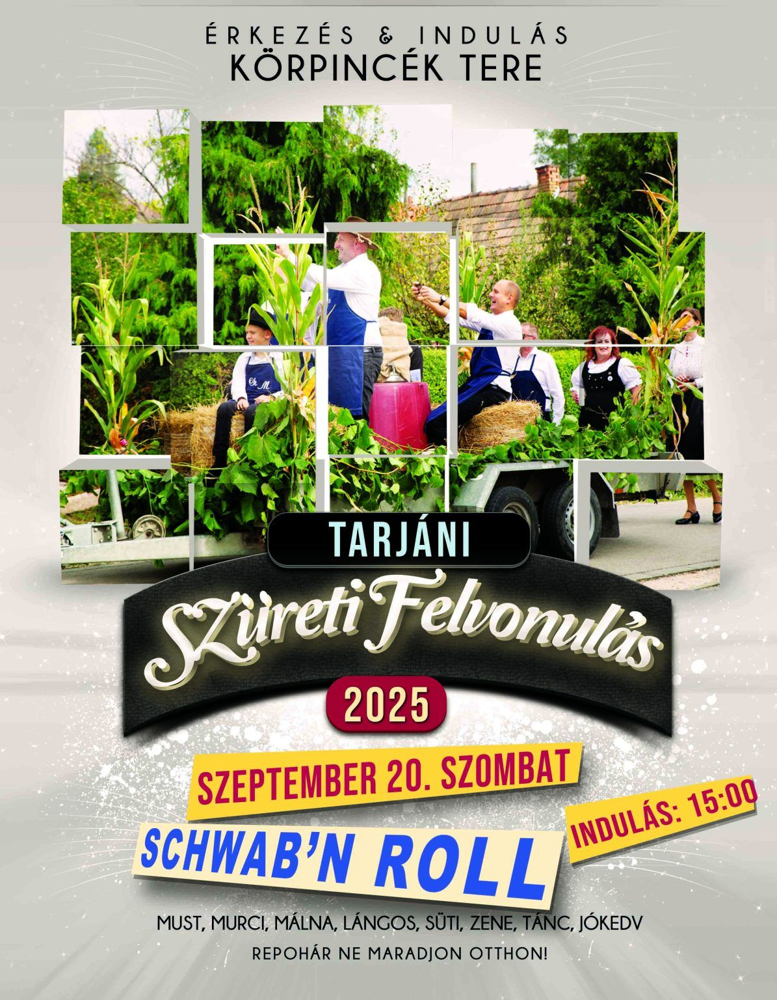 ÉRKEZÉS & INDULÁS
KÖRPINCÉK TERE
Ok M
TARJÁNI
Szüreti Felvonulás
2025
SZEPTEMBER 20. SZOMBAT
INDULÁS: 15:00
SCHWAB'N ROLL
MUST, MURCI, MÁLNA, LÁNGOS, SÜTI, ZENE, TÁNC, JÓKEDV
REPOHÁR NE MARADJON OTTHON!